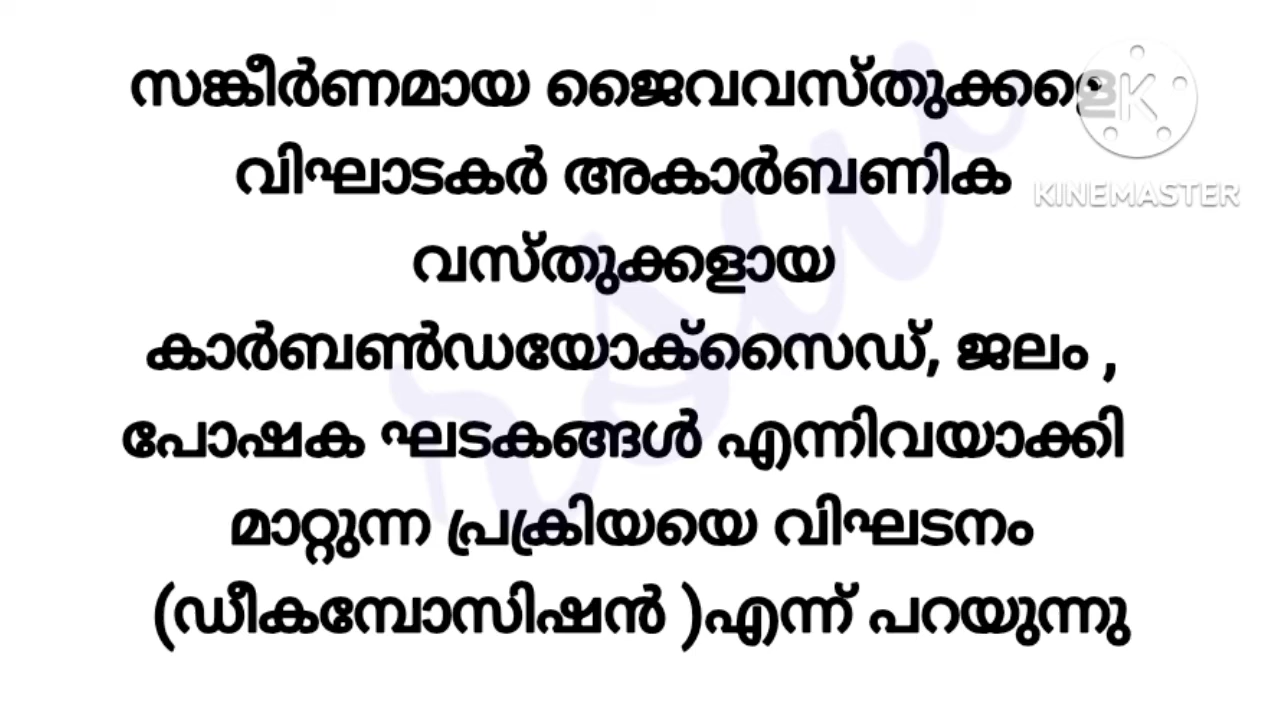 സങ്കീർണമായ ജൈവവസ്തുക്കളെ
വിഘാടകർ അകാർബണിക
വസ്തുക്കളായ
കാർബൺഡയോക്സൈഡ്, ജലം ,
പോഷക ഘടകങ്ങൾ എന്നിവയാക്കി
മാറ്റുന്ന പ്രക്രിയയെ വിഘടനം
(ഡീകമ്പോസിഷൻ )എന്ന് പറയുന്നു
K
KINEMASTER